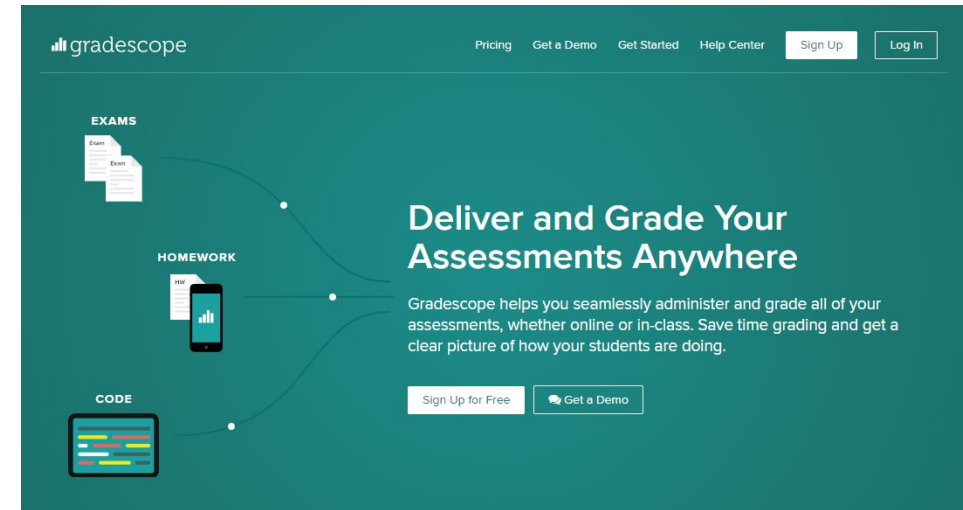 gradescope
Pricing Get a Demo Get Started Help Center Sign Up Log In
EXAMS
Exam
Exam
HOMEWORK
HW
CODE
Deliver and Grade Your
Assessments Anywhere
Gradescope helps you seamlessly administer and grade all of your
assessments, whether online or in-class. Save time grading and get a
clear picture of how your students are doing.
Sign Up for Free Get a Demo